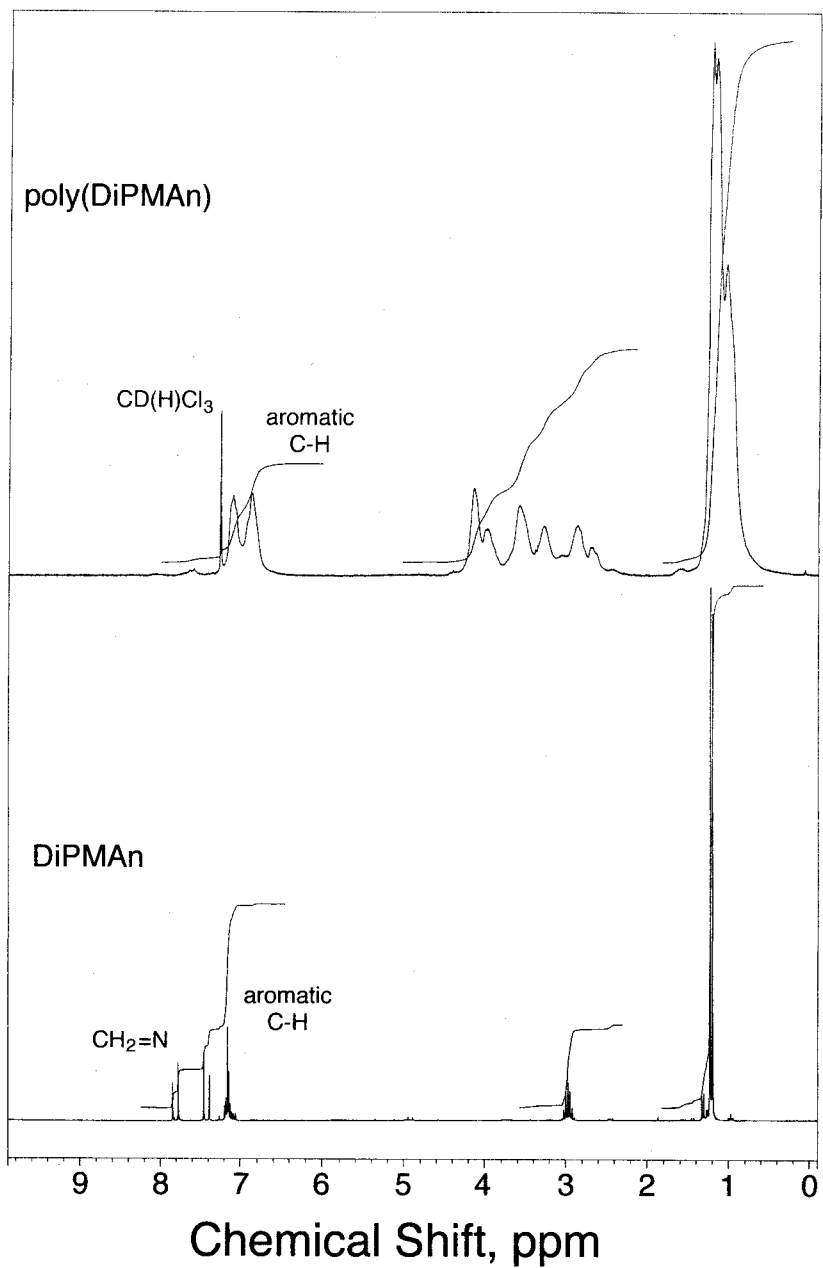 poly(DiPMAn)
CD(H)Cl3
aromatic
C-H
DiPMAn
aromatic
C-H
CH2=N
9 8 7 6 5 4 3 2 1 0
Chemical Shift, ppm